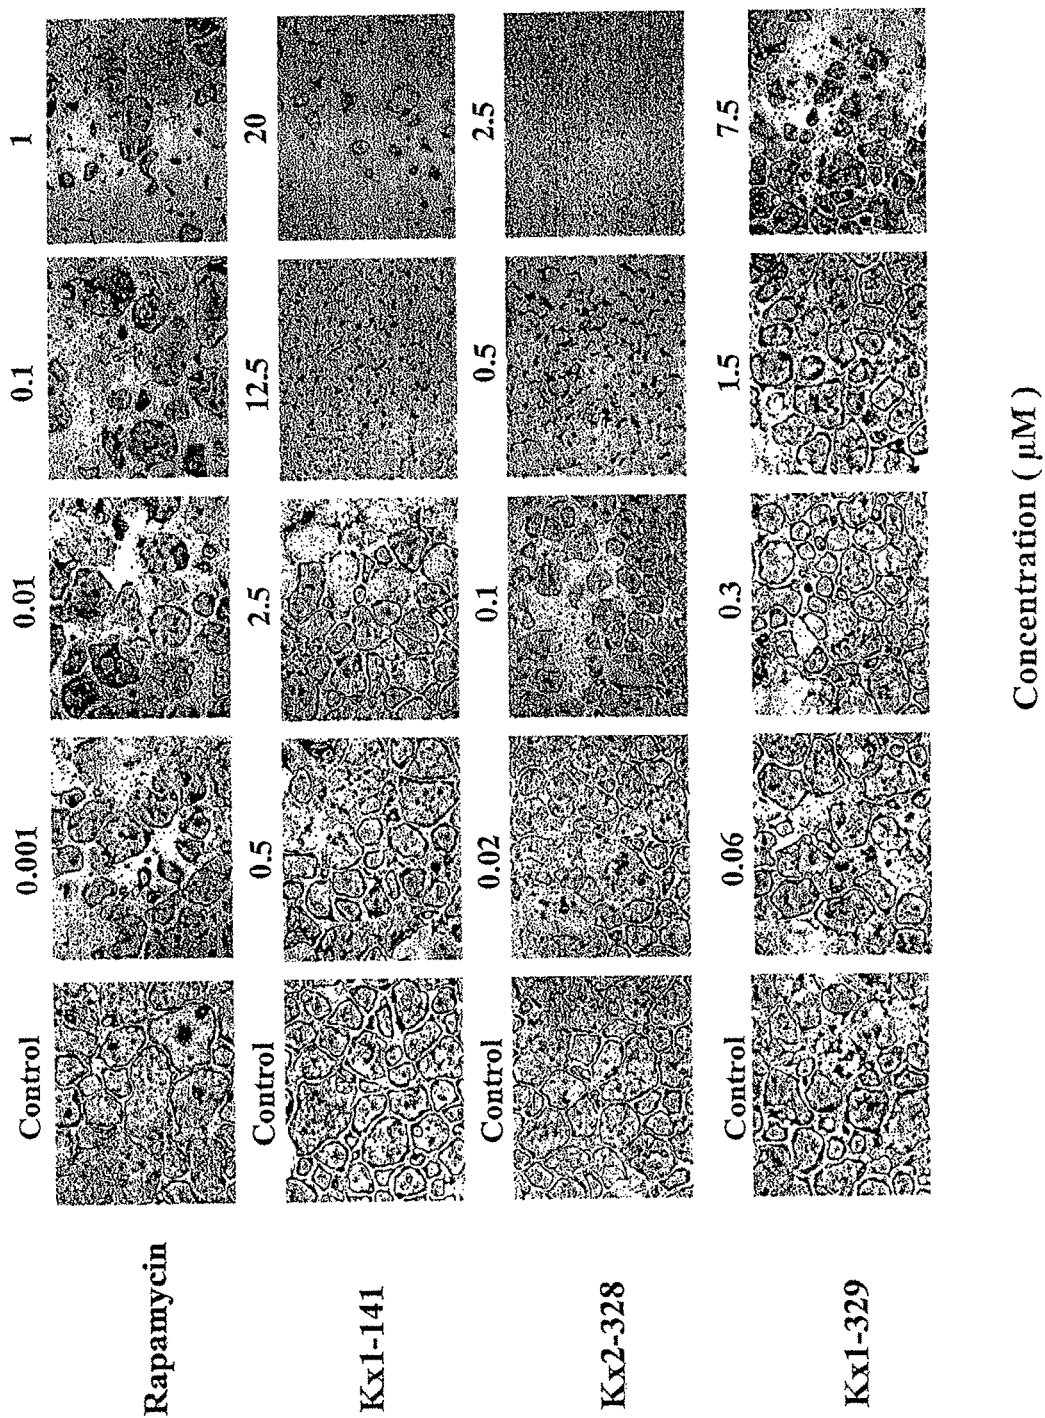 Rapamycin
Control 0.001 0.01 0.1 1
Kx1-141
Control 0.5 2.5 12.5 20
Kx2-328
Control 0.02 0.1 0.5 2.5
Kx1-329
Control 0.06 0.3 1.5 7.5
Concentration ( μM )